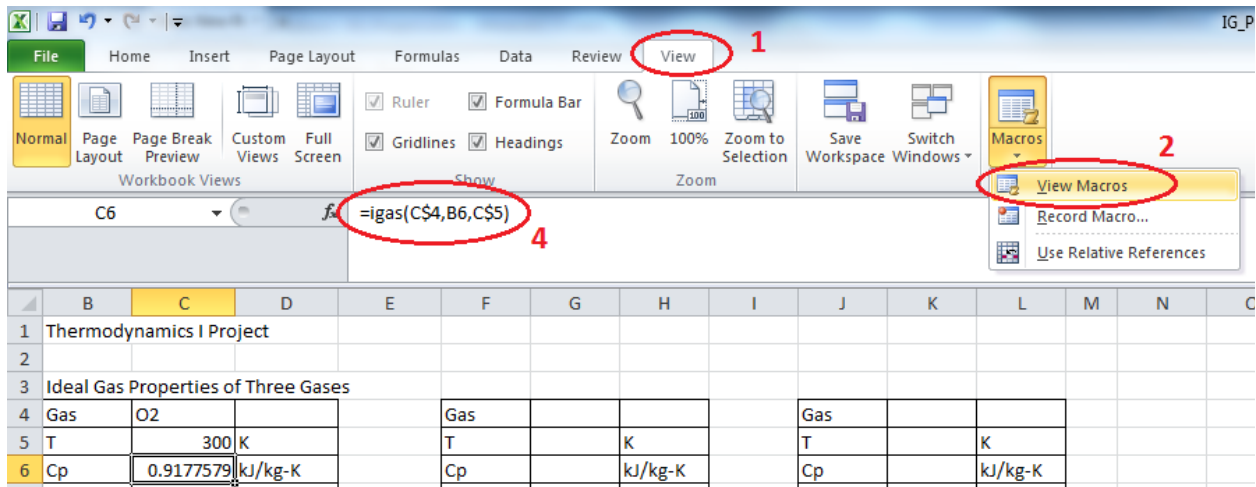 IG_P
File Home Insert Page Layout Formulas Data Review View 1
Ruler Formula Bar
Gridlines Headings
Normal Page Layout Page Break Preview Custom Views Full Screen Zoom 100% Zoom to Selection Save Workspace Switch Windows Macros
100
Workbook Views Show Zoom
2
View Macros
Record Macro...
Use Relative References
C6 fx =igas(C$4,B6,C$5)
4
B C D E F G H I J K L M N O
1 Thermodynamics I Project
2
3 Ideal Gas Properties of Three Gases
4 Gas O2 Gas Gas
5 T 300 K T K T K
6 Cp 0.9177579 kJ/kg-K Cp kJ/kg-K Cp kJ/kg-K